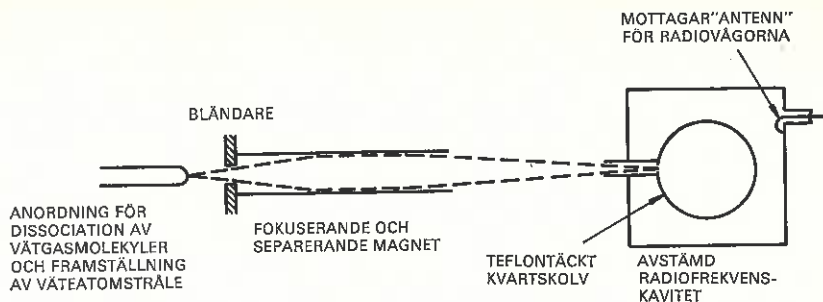 MOTTAGAR"ANTENN"
FÖR RADIOVÅGORNA
BLÄNDARE
ANORDNING FÖR
DISSOCIATION AV
VÄTGASMOLEKYLER
OCH FRAMSTÄLLNING
AV VÄTEATOMSTRÅLE
FOKUSERANDE OCH
SEPARERANDE MAGNET
TEFLONTÄCKT
KVARTSKOLV
AVSTÄMD
RADIOFREKVENS-
KAVITET